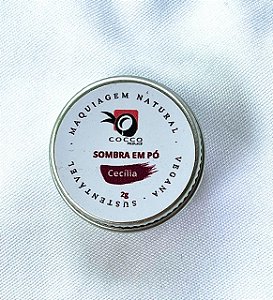 MAQUIAGEM NATURAL · VEGANA · SUSTENTÁVEL ·
COCCO
SOMBRA EM PÓ
Cecília
2g